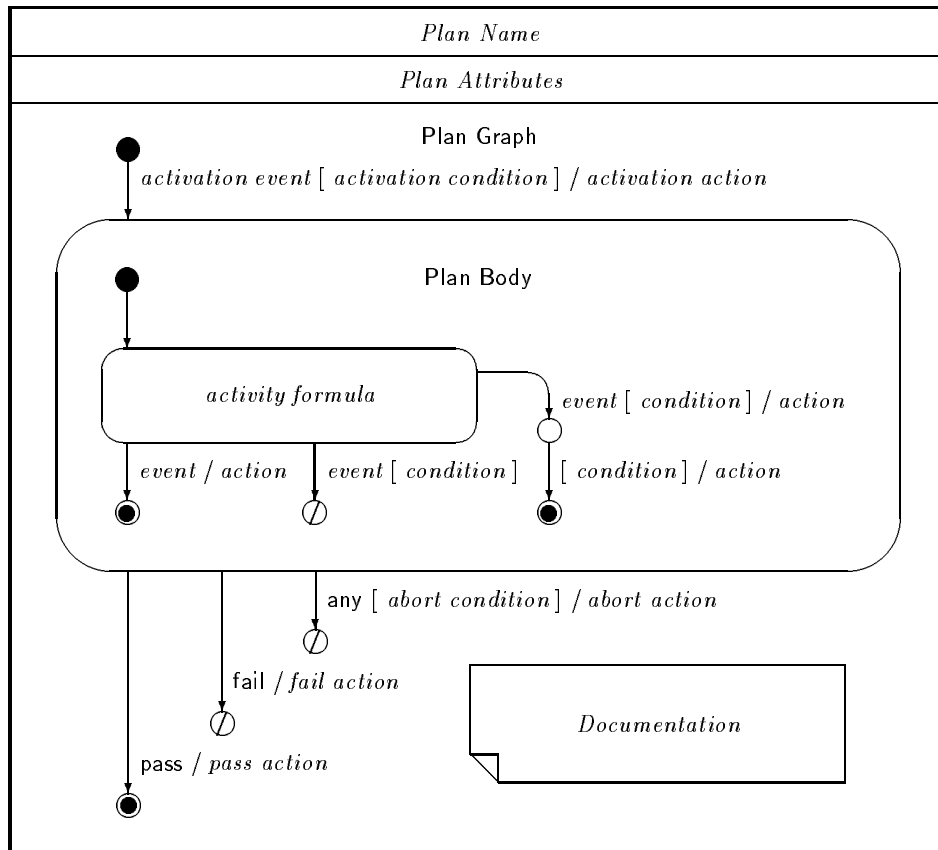 Plan Name
Plan Attributes
Plan Graph
activation event [ activation condition ] / activation action
Plan Body
activity formula
event [ condition ] / action
event / action
event [ condition ]
[ condition ] / action
any [ abort condition ] / abort action
fail / fail action
Documentation
pass / pass action